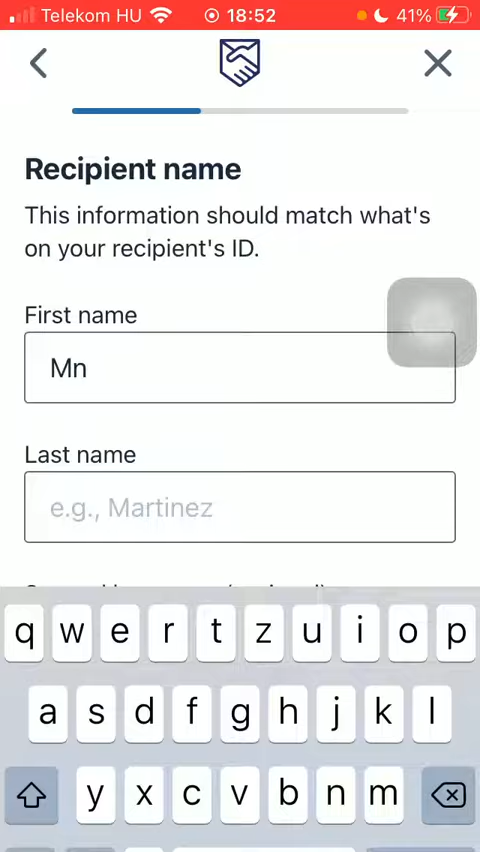 Telekom HU 18:52 41%
Recipient name
This information should match what's
on your recipient's ID.
First name
Mn
Last name
e.g., Martinez
q w e r t z u i o p
a s d f g h j k l
y x c v b n m